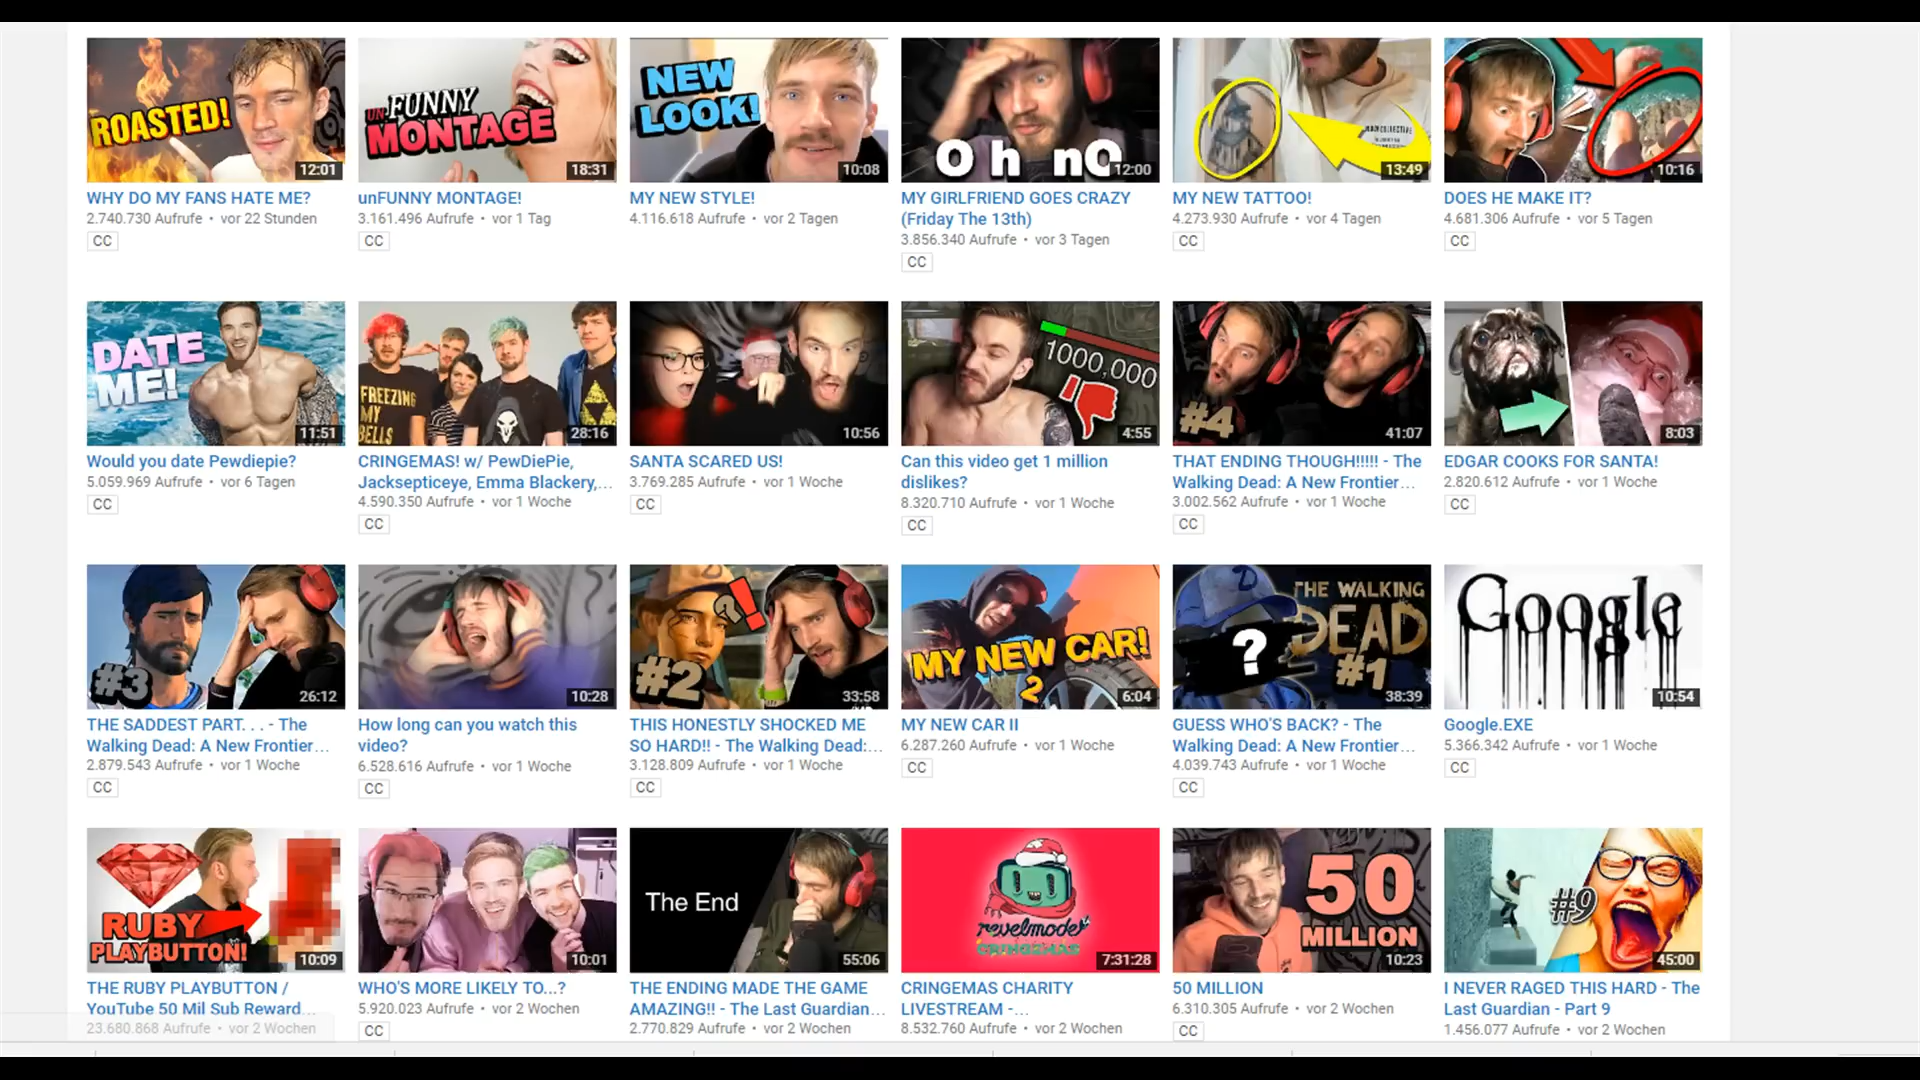 ROASTED!
12:01
un FUNNY
MONTAGE
18:31
NEW
LOOK!
10:08
Oh nO
12:00
13:49
10:16
WHY DO MY FANS HATE ME?
2.740.730 Aufrufe • vor 22 Stunden
CC
unFUNNY MONTAGE!
3.161.496 Aufrufe • vor 1 Tag
CC
MY NEW STYLE!
4.116.618 Aufrufe • vor 2 Tagen
MY GIRLFRIEND GOES CRAZY
(Friday The 13th)
3.856.340 Aufrufe • vor 3 Tagen
CC
MY NEW TATTOO!
4.273.930 Aufrufe • vor 4 Tagen
CC
DOES HE MAKE IT?
4.681.306 Aufrufe • vor 5 Tagen
CC
DATE
ME!
11:51
FREEZING
MY
BELLS
28:16
10:56
1000,000
4:55
#4
41:07
8:03
Would you date Pewdiepie?
5.059.969 Aufrufe • vor 6 Tagen
CC
CRINGEMAS! w/ PewDiePie,
Jacksepticeye, Emma Blackery,...
4.590.350 Aufrufe • vor 1 Woche
CC
SANTA SCARED US!
3.769.285 Aufrufe • vor 1 Woche
CC
Can this video get 1 million
dislikes?
8.320.710 Aufrufe • vor 1 Woche
CC
THAT ENDING THOUGH!!!!! - The
Walking Dead: A New Frontier...
3.002.562 Aufrufe • vor 1 Woche
CC
EDGAR COOKS FOR SANTA!
2.820.612 Aufrufe • vor 1 Woche
CC
#3
26:12
10:28
?!
#2
33:58
MY NEW CAR!
2
6:04
D
THE WALKING
DEAD
?
#1
38:39
Google
10:54
THE SADDEST PART. . . - The
Walking Dead: A New Frontier...
2.879.543 Aufrufe • vor 1 Woche
CC
How long can you watch this
video?
6.528.616 Aufrufe • vor 1 Woche
CC
THIS HONESTLY SHOCKED ME
SO HARD!! - The Walking Dead:...
3.128.809 Aufrufe • vor 1 Woche
CC
MY NEW CAR II
6.287.260 Aufrufe • vor 1 Woche
CC
GUESS WHO'S BACK? - The
Walking Dead: A New Frontier...
4.039.743 Aufrufe • vor 1 Woche
CC
Google.EXE
5.366.342 Aufrufe • vor 1 Woche
CC
RUBY
PLAYBUTTON!
10:09
10:01
The End
55:06
revelmode
CRINGEMAS
7:31:28
50
MILLION
10:23
#9
45:00
THE RUBY PLAYBUTTON /
YouTube 50 Mil Sub Reward...
23.680.868 Aufrufe • vor 2 Wochen
WHO'S MORE LIKELY TO...?
5.920.023 Aufrufe • vor 2 Wochen
CC
THE ENDING MADE THE GAME
AMAZING!! - The Last Guardian...
2.770.829 Aufrufe • vor 2 Wochen
CRINGEMAS CHARITY
LIVESTREAM -...
8.532.760 Aufrufe • vor 2 Wochen
50 MILLION
6.310.305 Aufrufe • vor 2 Wochen
CC
I NEVER RAGED THIS HARD - The
Last Guardian - Part 9
1.456.077 Aufrufe • vor 2 Wochen